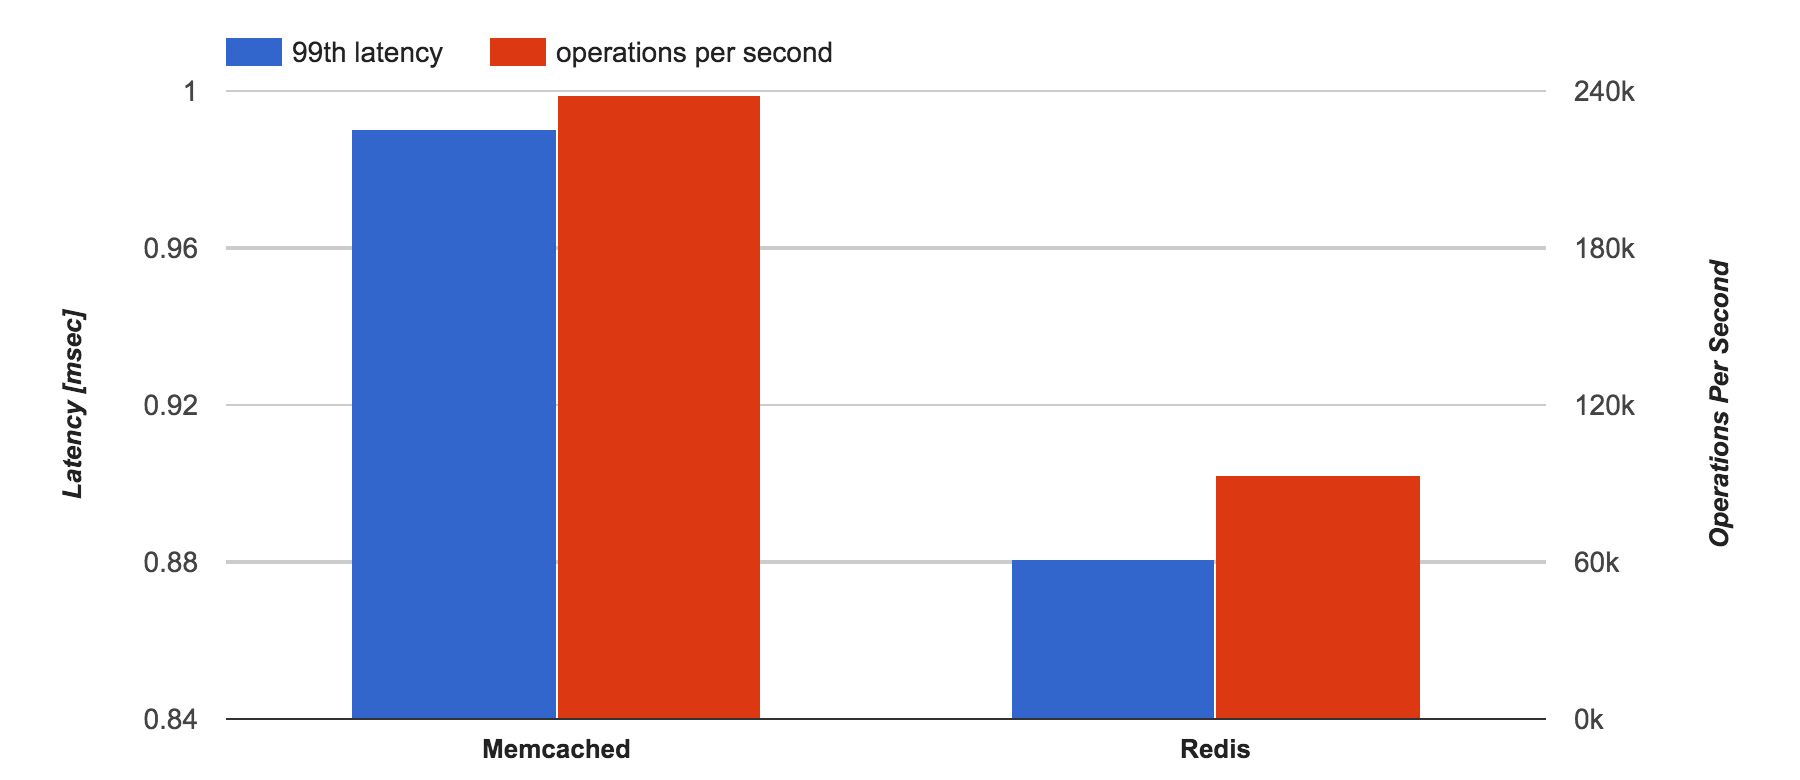 99th latency operations per second
1 240k
0.96 180k
0.92 120k
0.88 60k
0.84 0k
Latency [msec]
Operations Per Second
Memcached Redis